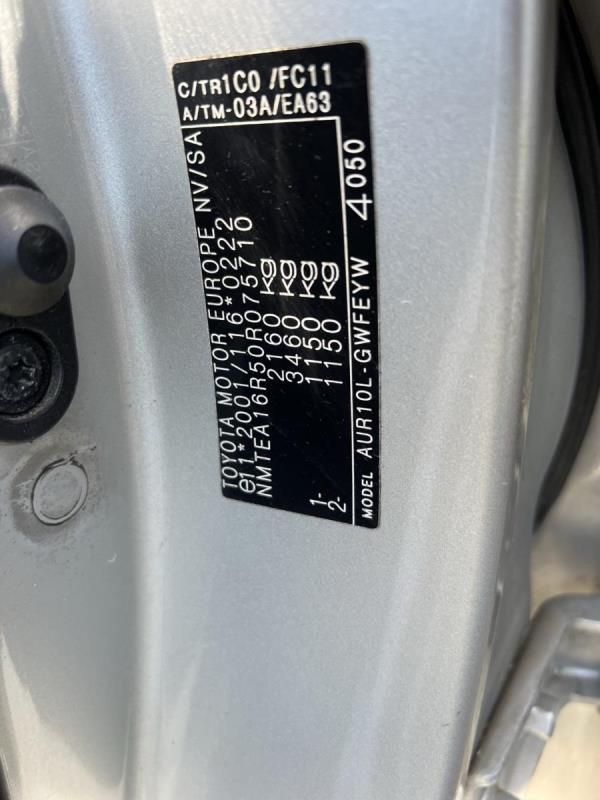 TOYOTA MOTOR EUROPE NV/SA
e11*2001/116*0222
NMTEA16R50R075710
2160 kg
3460 kg
1- 1150 kg
2- 1150 kg
MODEL AUR10L-GWFEYW 4050
C/TR1C0 /FC11
A/TM-03A/EA63